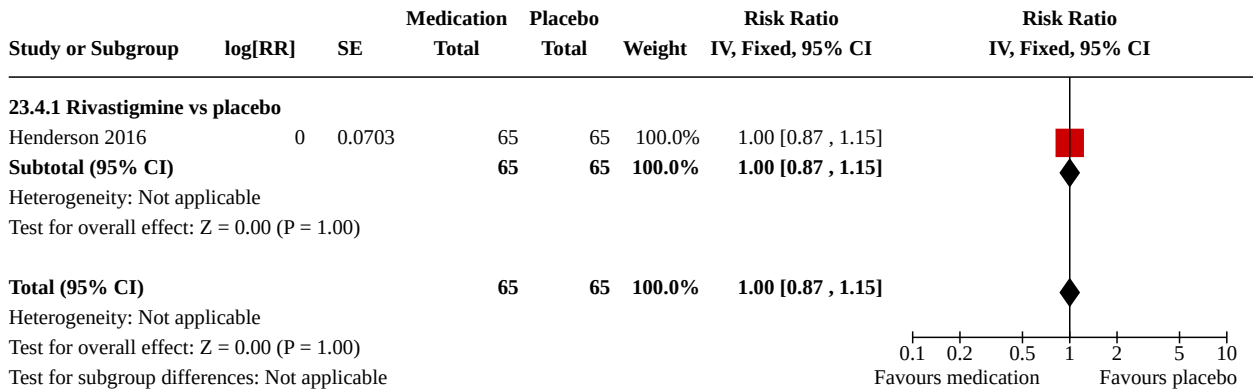 Medication Placebo Risk Ratio Risk Ratio
Study or Subgroup log[RR] SE Total Total Weight IV, Fixed, 95% CI IV, Fixed, 95% CI
23.4.1 Rivastigmine vs placebo
Henderson 2016 0 0.0703 65 65 100.0% 1.00 [0.87 , 1.15]
Subtotal (95% CI) 65 65 100.0% 1.00 [0.87 , 1.15]
Heterogeneity: Not applicable
Test for overall effect: Z = 0.00 (P = 1.00)
Total (95% CI) 65 65 100.0% 1.00 [0.87 , 1.15]
Heterogeneity: Not applicable
Test for overall effect: Z = 0.00 (P = 1.00)
0.1 0.2 0.5 1 2 5 10
Test for subgroup differences: Not applicable
Favours medication Favours placebo